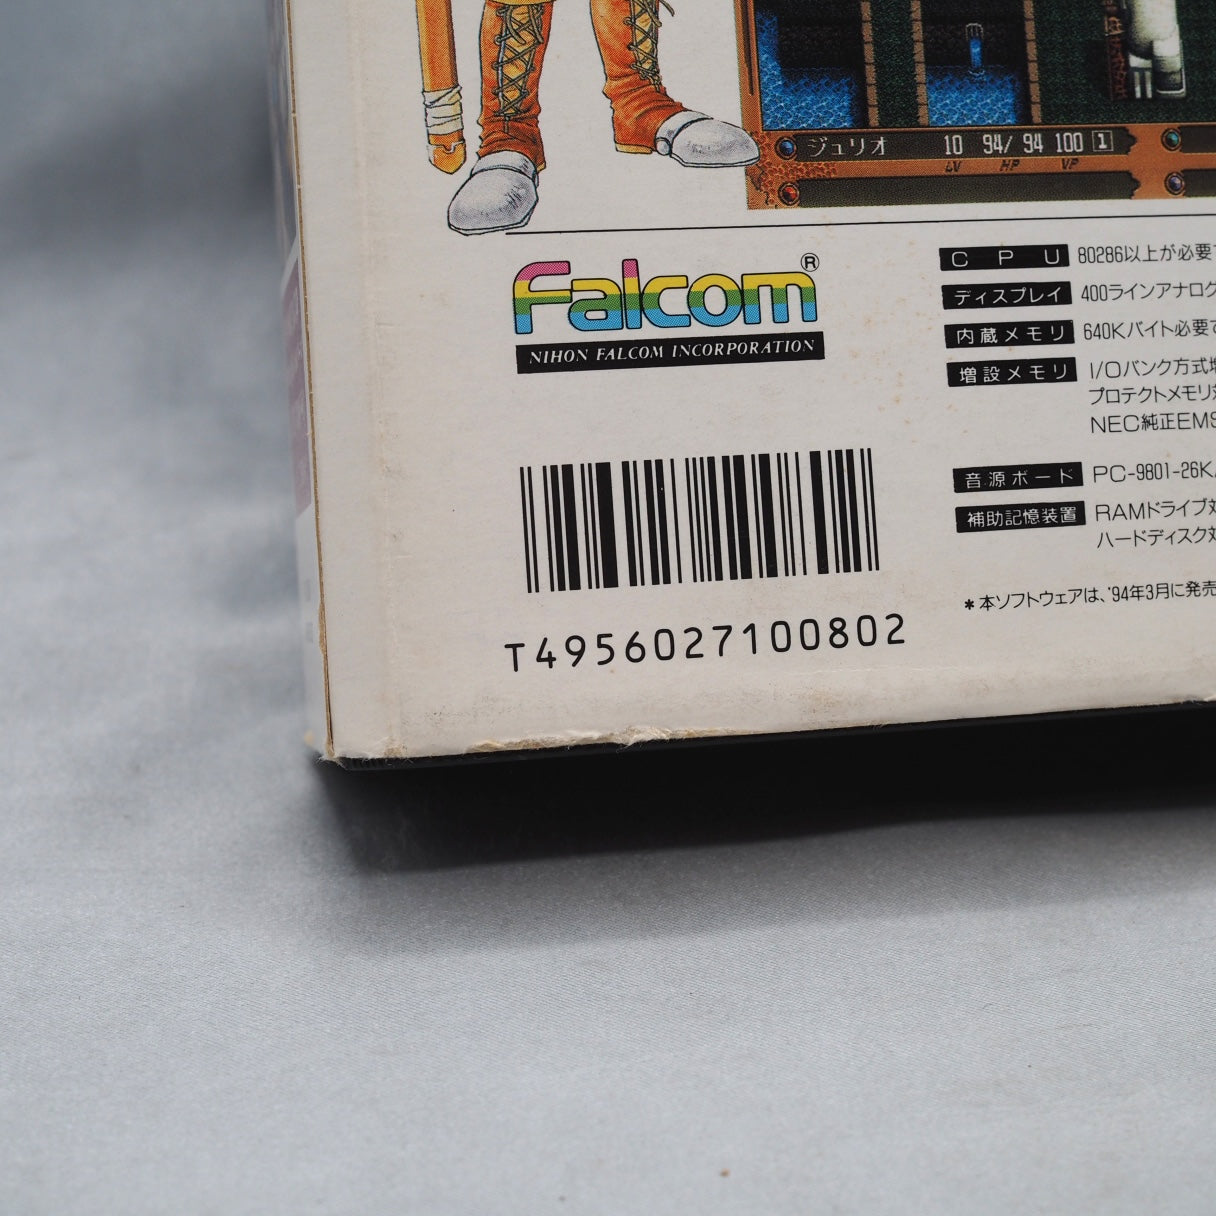 ジュリオ 10 94/ 94 100 1
LV HP VP
Falcom®
NIHON FALCOM INCORPORATION
CPU 80286以上が必要
ディスプレイ 400ラインアナログ
内蔵メモリ 640Kバイト必要
増設メモリ I/Oバンク方式
プロテクトメモリ
NEC純正EMS
音源ボード PC-9801-26K
補助記憶装置 RAMドライブ
ハードディスク
＊本ソフトウェアは、'94年3月に発売
T4956027100802